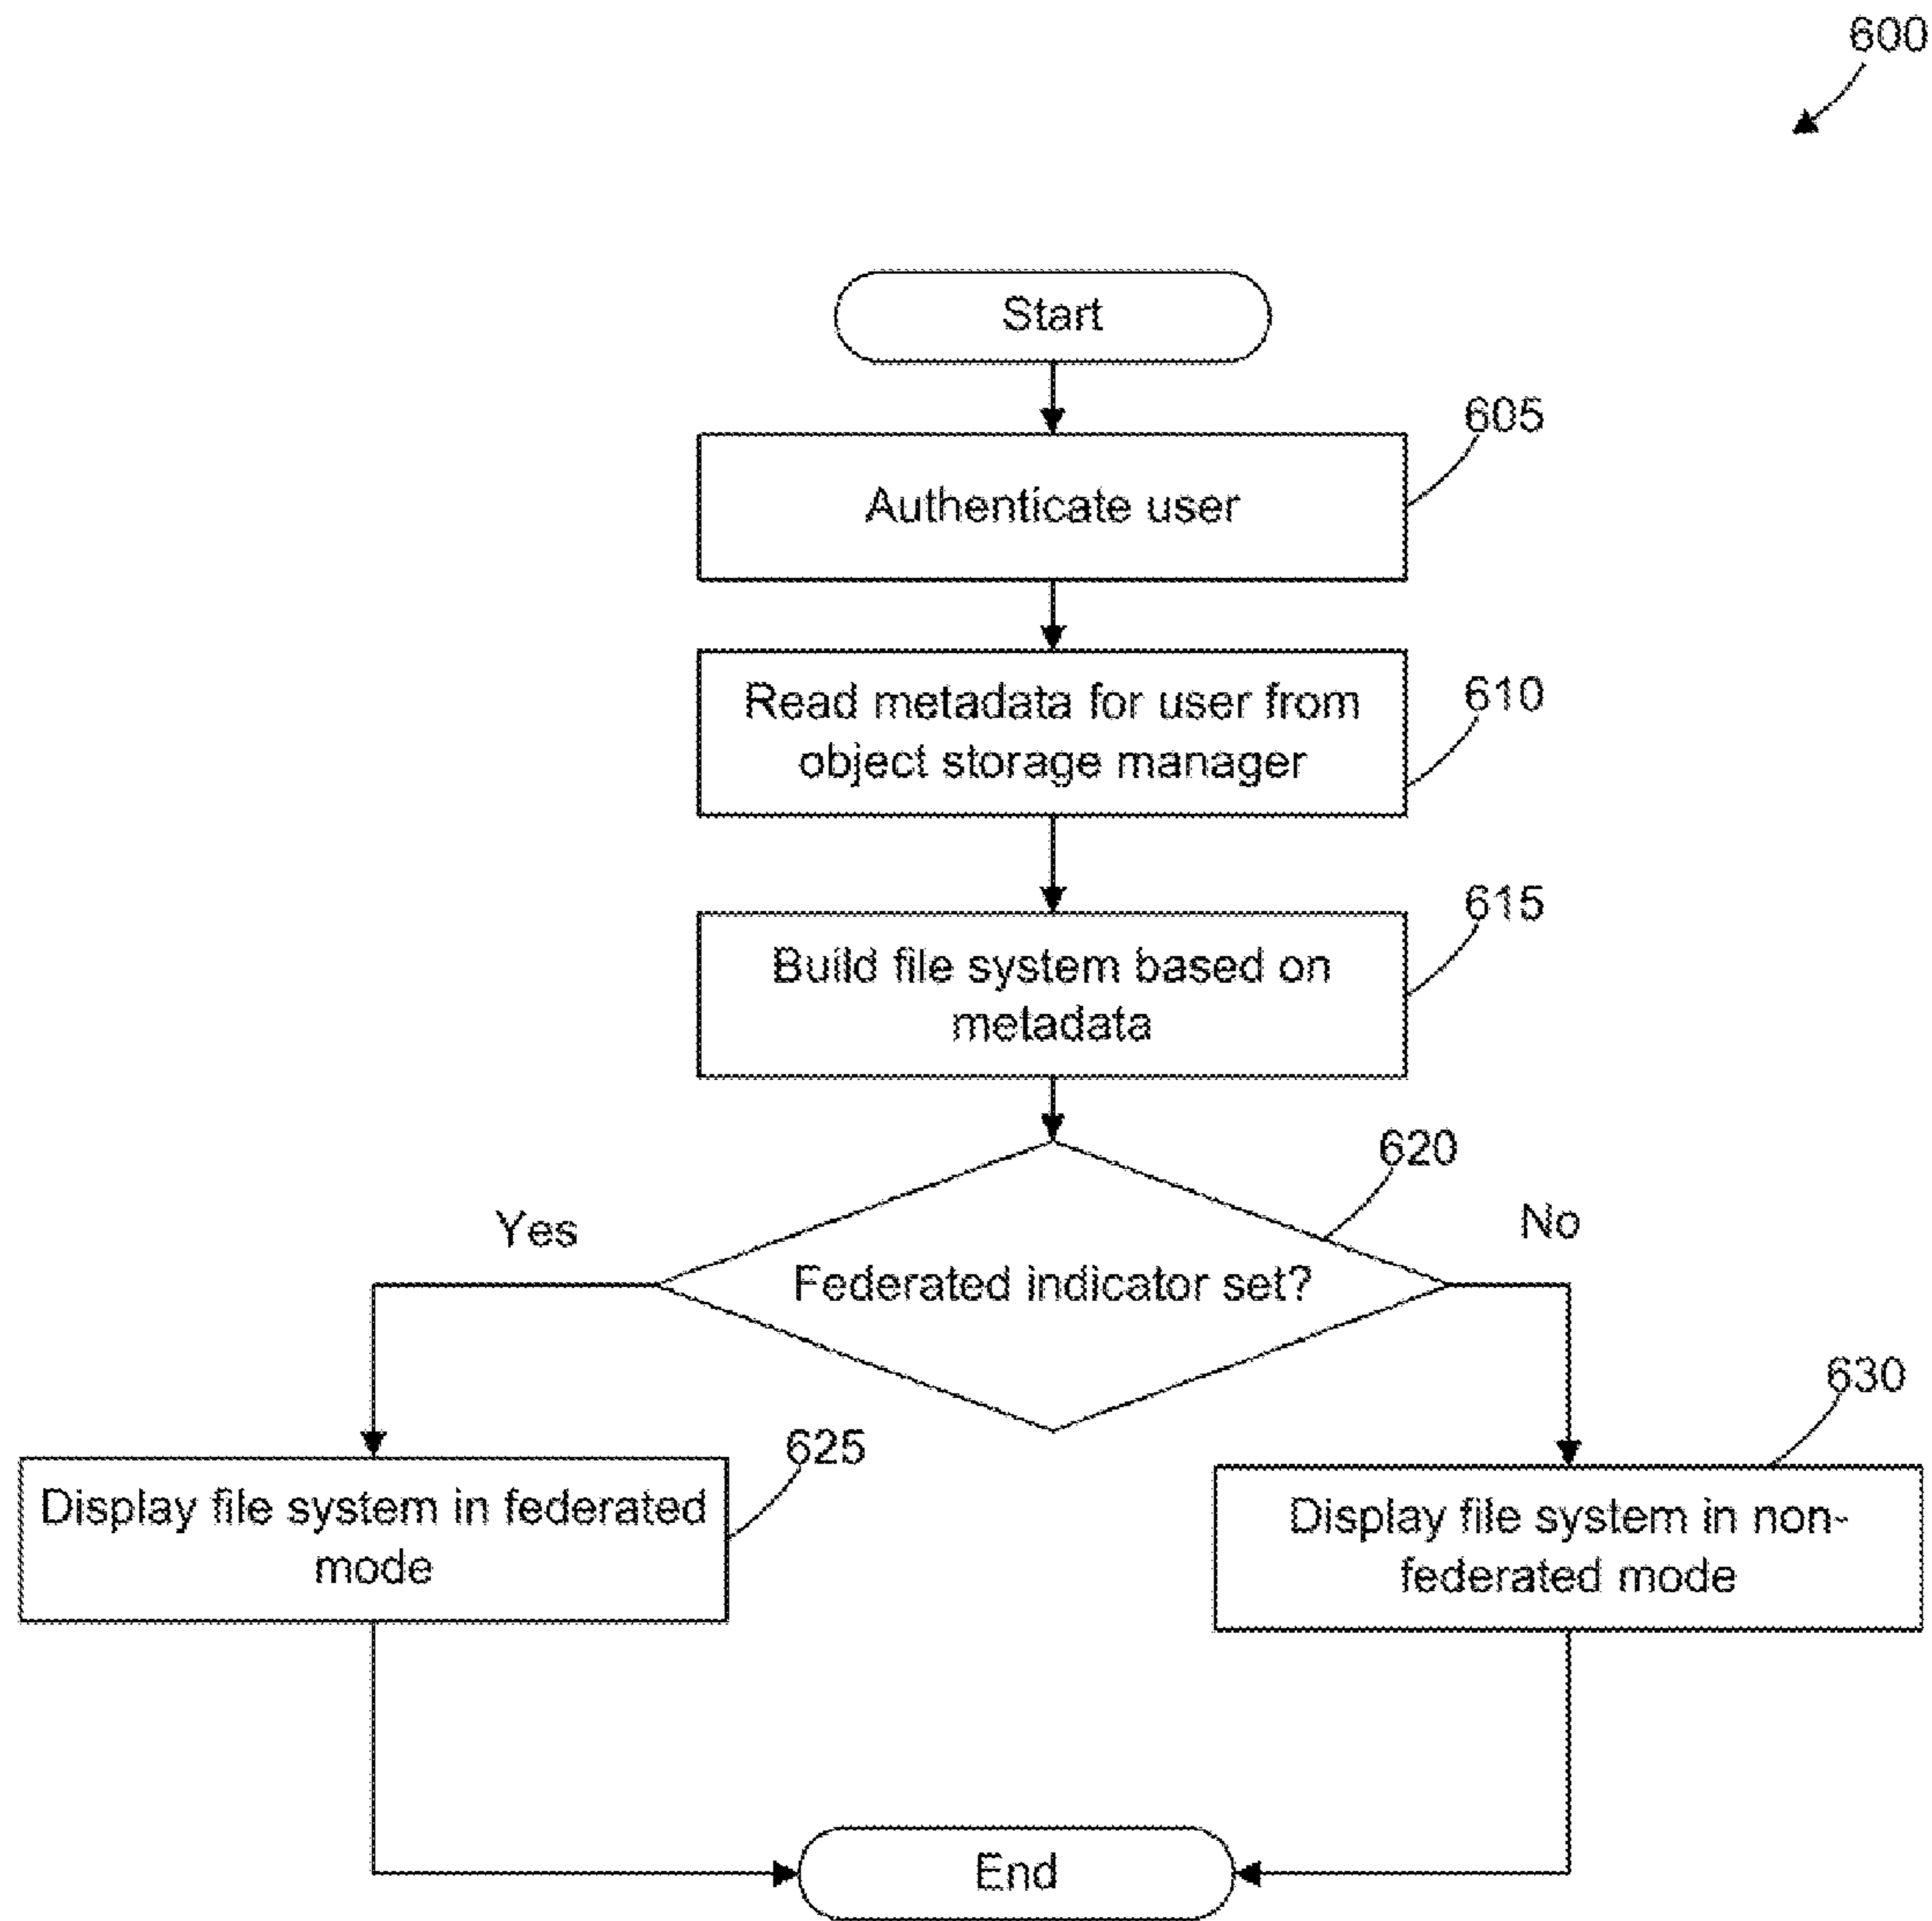 600
Start
605
Authenticate user
610
Read metadata for user from
object storage manager
615
Build file system based on
metadata
620
Yes
No
Federated indicator set?
630
625
Display file system in federated
mode
Display file system in non-
federated mode
End